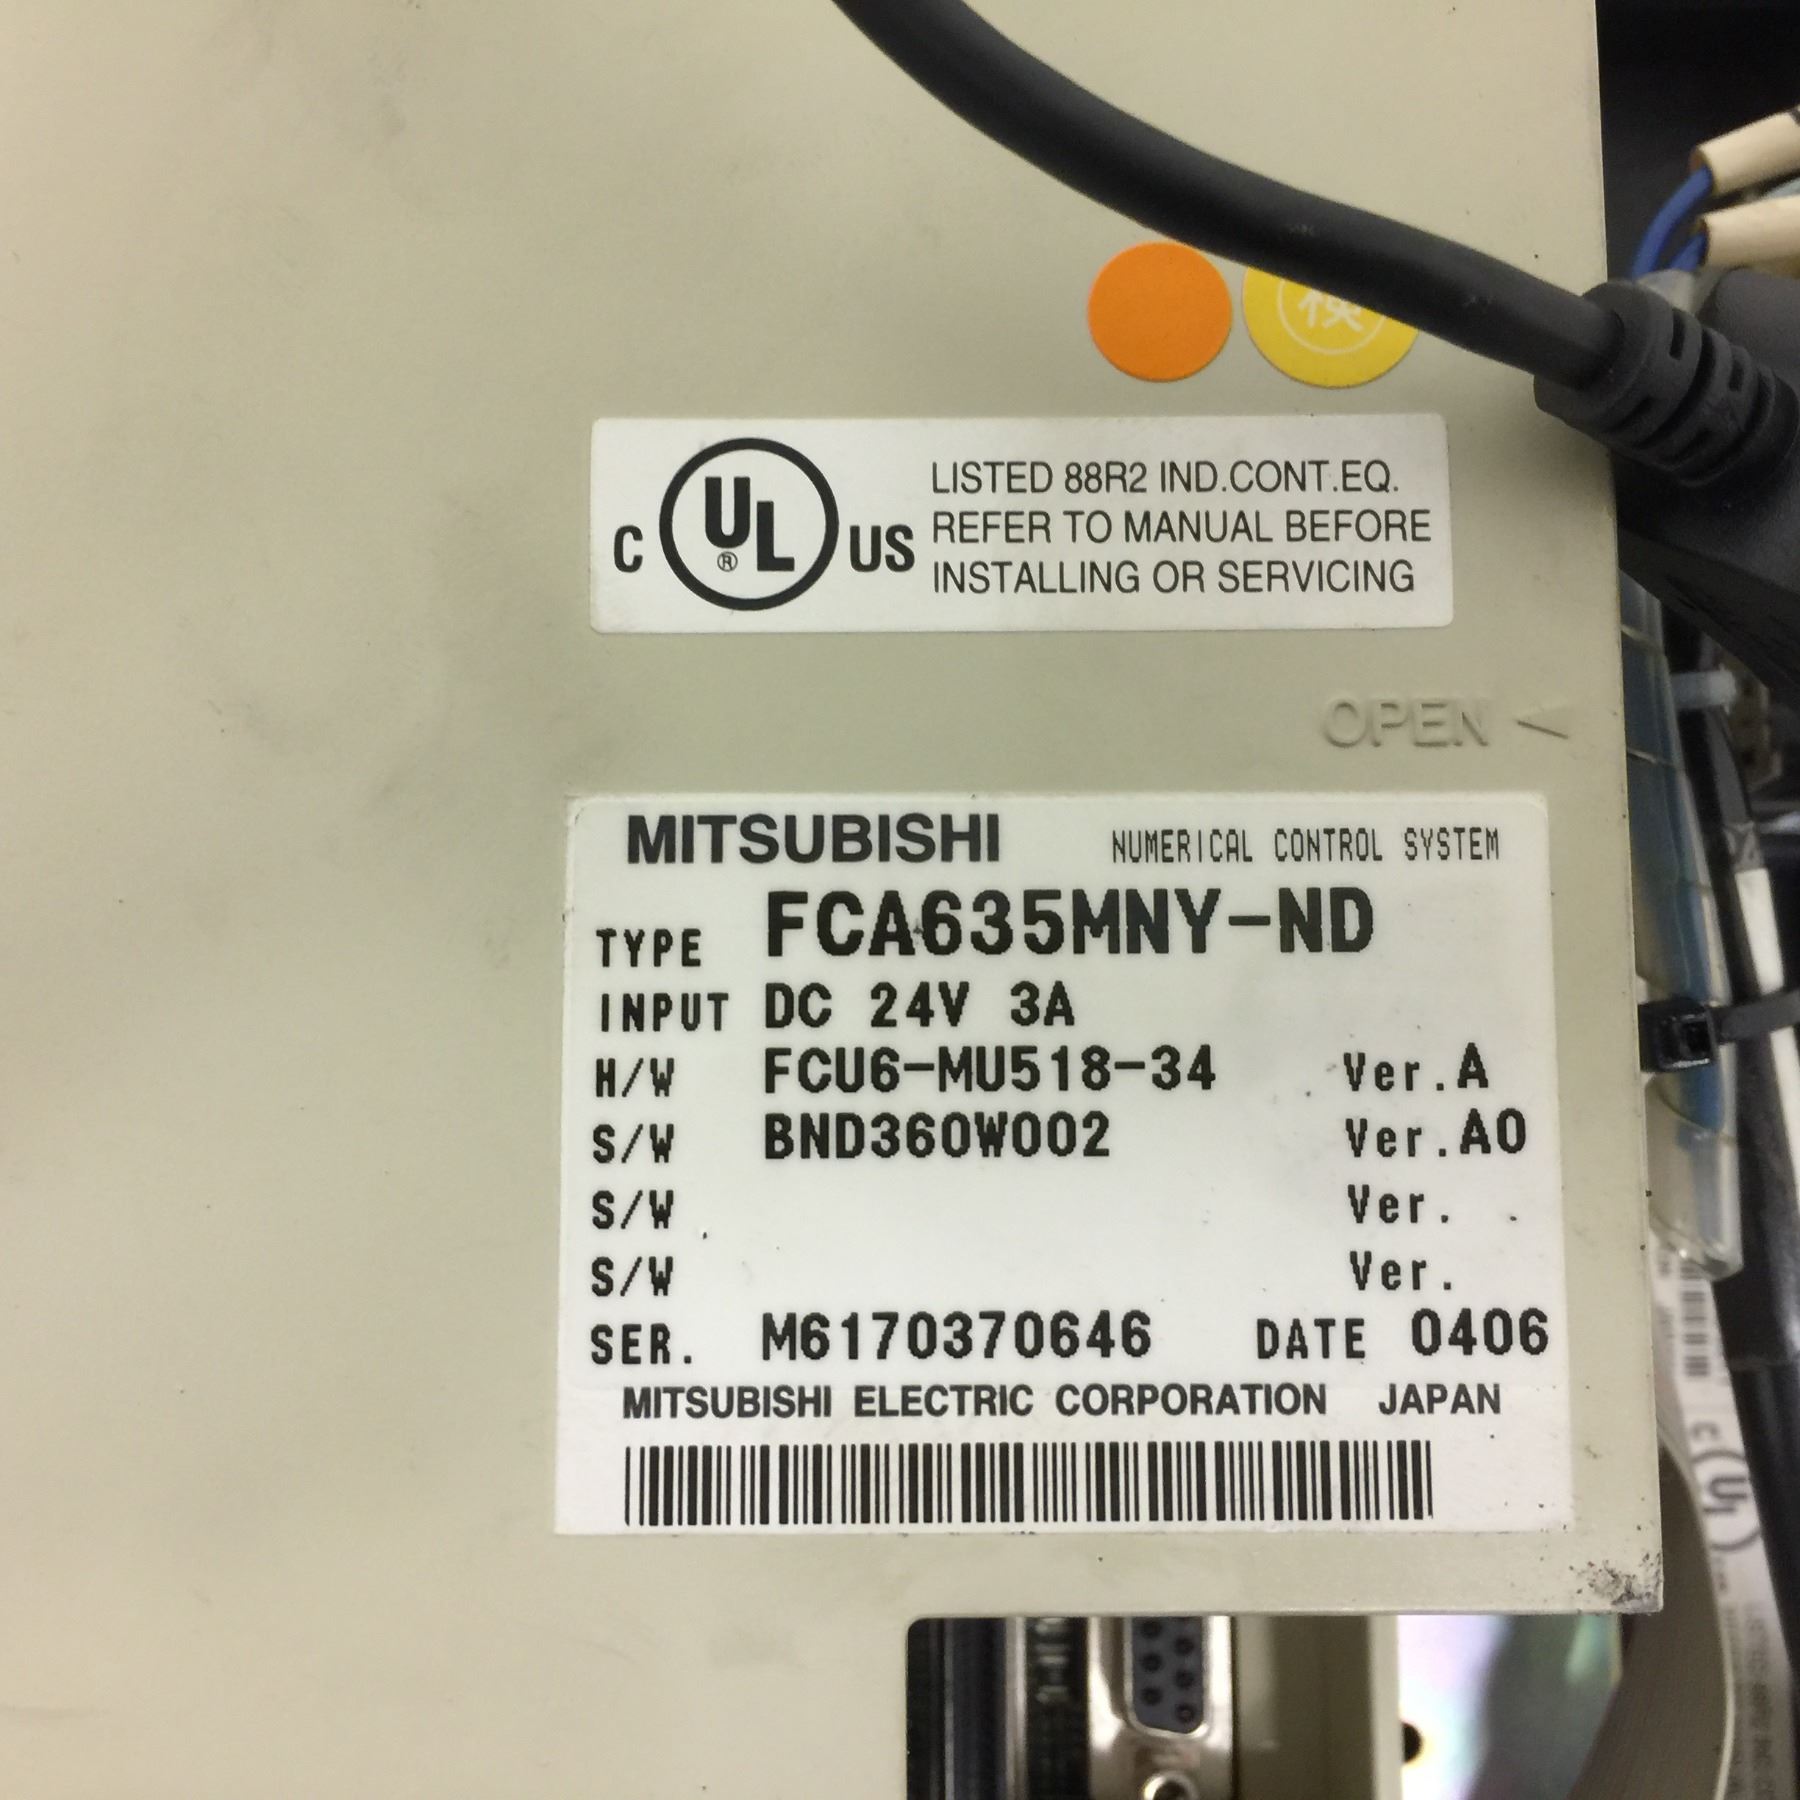 検
C UL ® US
LISTED 88R2 IND.CONT.EQ.
REFER TO MANUAL BEFORE
INSTALLING OR SERVICING
OPEN
MITSUBISHI NUMERICAL CONTROL SYSTEM
TYPE FCA635MNY-ND
INPUT DC 24V 3A
H/W FCU6-MU518-34 Ver.A
S/W BND360W002 Ver.A0
S/W Ver.
S/W Ver.
SER. M6170370646 DATE 0406
MITSUBISHI ELECTRIC CORPORATION JAPAN